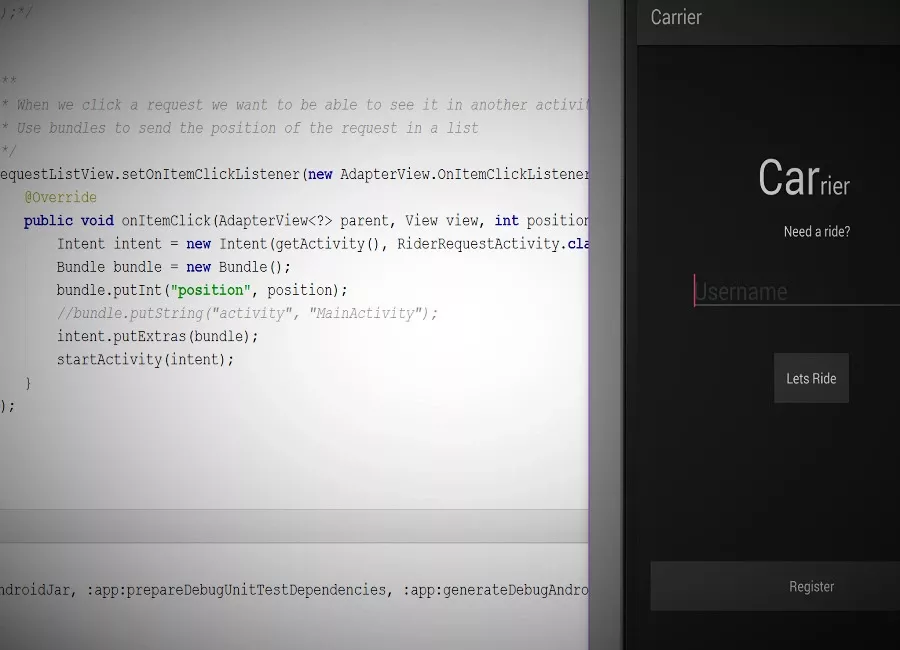 );*/
**
* When we click a request we want to be able to see it in another activit
* Use bundles to send the position of the request in a list
*/
equestListView.setOnItemClickListener(new AdapterView.OnItemClickListener
@Override
public void onItemClick(AdapterView<?> parent, View view, int position
Intent intent = new Intent(getActivity(), RiderRequestActivity.cla
Bundle bundle = new Bundle();
bundle.putInt("position", position);
//bundle.putString("activity", "MainActivity");
intent.putExtras(bundle);
startActivity(intent);
}
);
ndroidJar, :app:prepareDebugUnitTestDependencies, :app:generateDebugAndro
Carrier
Carrier
Need a ride?
Username
Lets Ride
Register